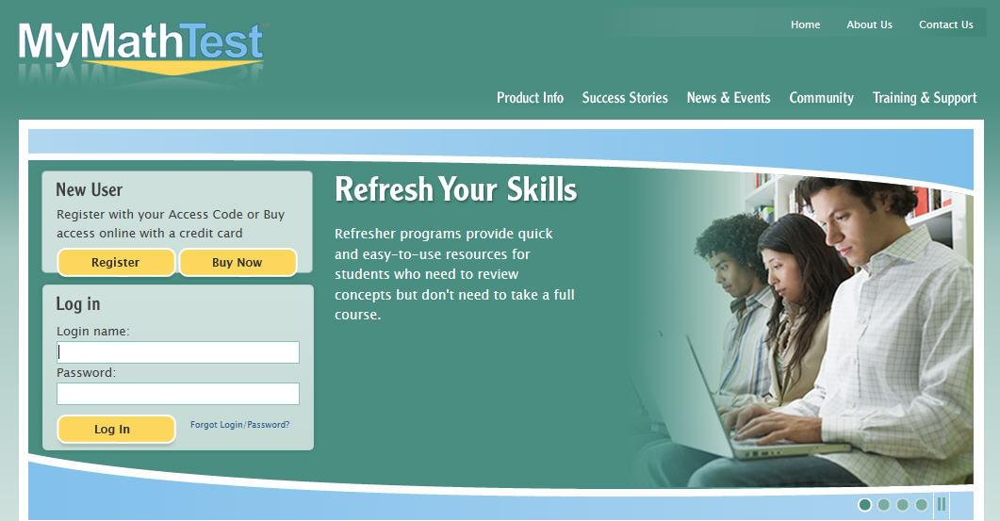 MyMathTest
Home About Us Contact Us
Product Info Success Stories News & Events Community Training & Support
New User
Register with your Access Code or Buy
access online with a credit card
Register Buy Now
Log in
Login name:
Password:
Log In Forgot Login/Password?
Refresh Your Skills
Refresher programs provide quick
and easy-to-use resources for
students who need to review
concepts but don't need to take a full
course.